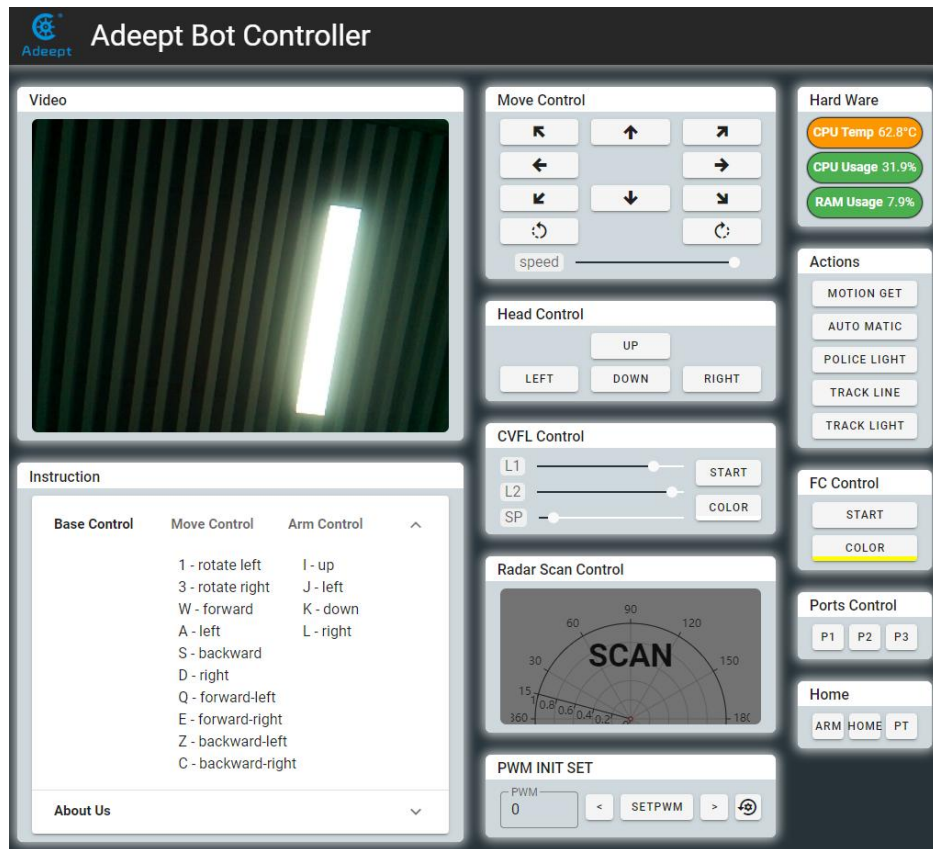 Adeept
Adeept Bot Controller
Video
Instruction
Base Control Move Control Arm Control
1 - rotate left I - up
3 - rotate right J - left
W - forward K - down
A - left L - right
S - backward
D - right
Q - forward-left
E - forward-right
Z - backward-left
C - backward-right
About Us
Move Control
speed
Head Control
UP
LEFT DOWN RIGHT
CVFL Control
L1
START
L2
COLOR
SP
Radar Scan Control
90
60 120
SCAN
30 150
15
1 0.8 0.6 0.4 0.2
360 180
PWM INIT SET
PWM
0 < SETPWM >
Hard Ware
CPU Temp 62.8°C
CPU Usage 31.9%
RAM Usage 7.9%
Actions
MOTION GET
AUTO MATIC
POLICE LIGHT
TRACK LINE
TRACK LIGHT
FC Control
START
COLOR
Ports Control
P1 P2 P3
Home
ARM HOME PT